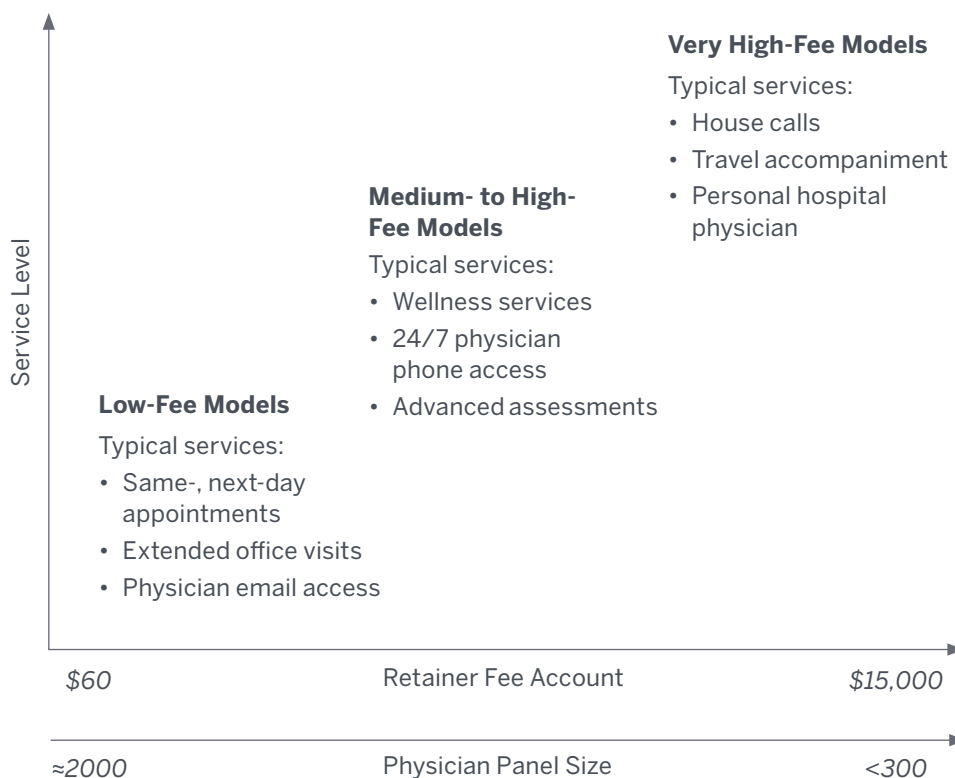 Very High-Fee Models
Typical services:
• House calls
• Travel accompaniment
• Personal hospital
physician
Medium- to High-
Fee Models
Typical services:
• Wellness services
• 24/7 physician
phone access
• Advanced assessments
Low-Fee Models
Typical services:
• Same-, next-day
appointments
• Extended office visits
• Physician email access
Service Level
$60 Retainer Fee Account $15,000
≈2000 Physician Panel Size <300